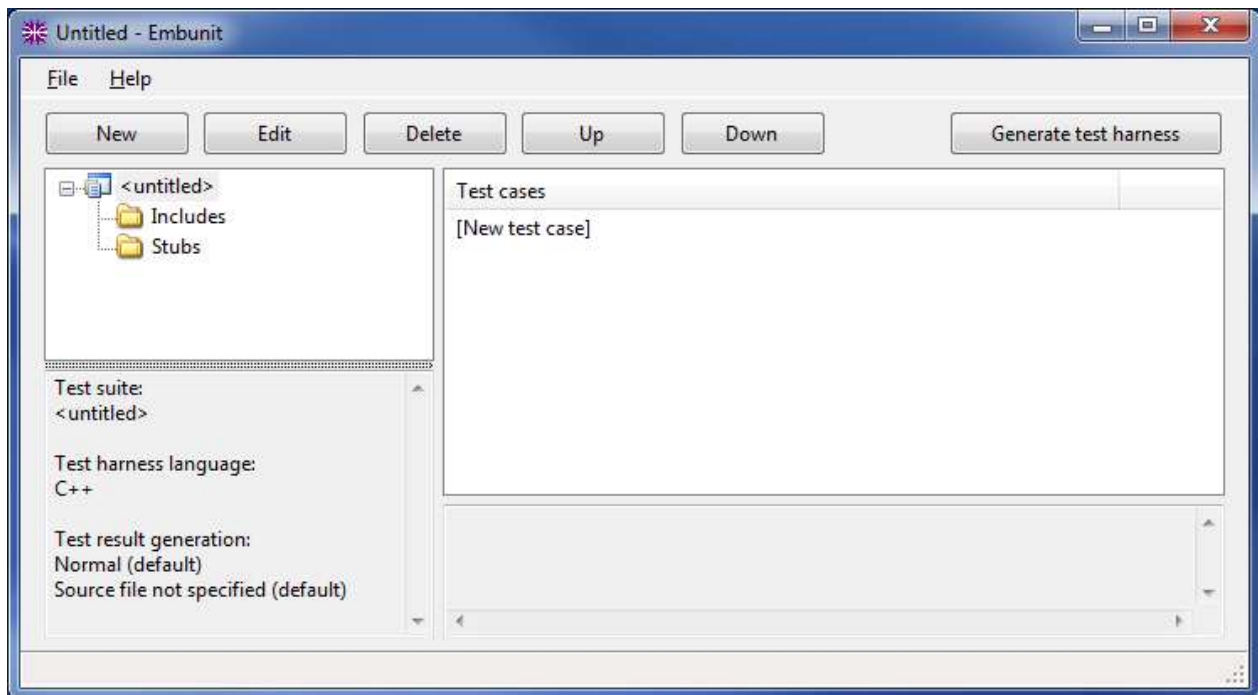 Untitled - Embunit
File Help
New Edit Delete Up Down Generate test harness
<untitled>
Includes
Stubs
Test suite:
<untitled>
Test harness language:
C++
Test result generation:
Normal (default)
Source file not specified (default)
Test cases
[New test case]